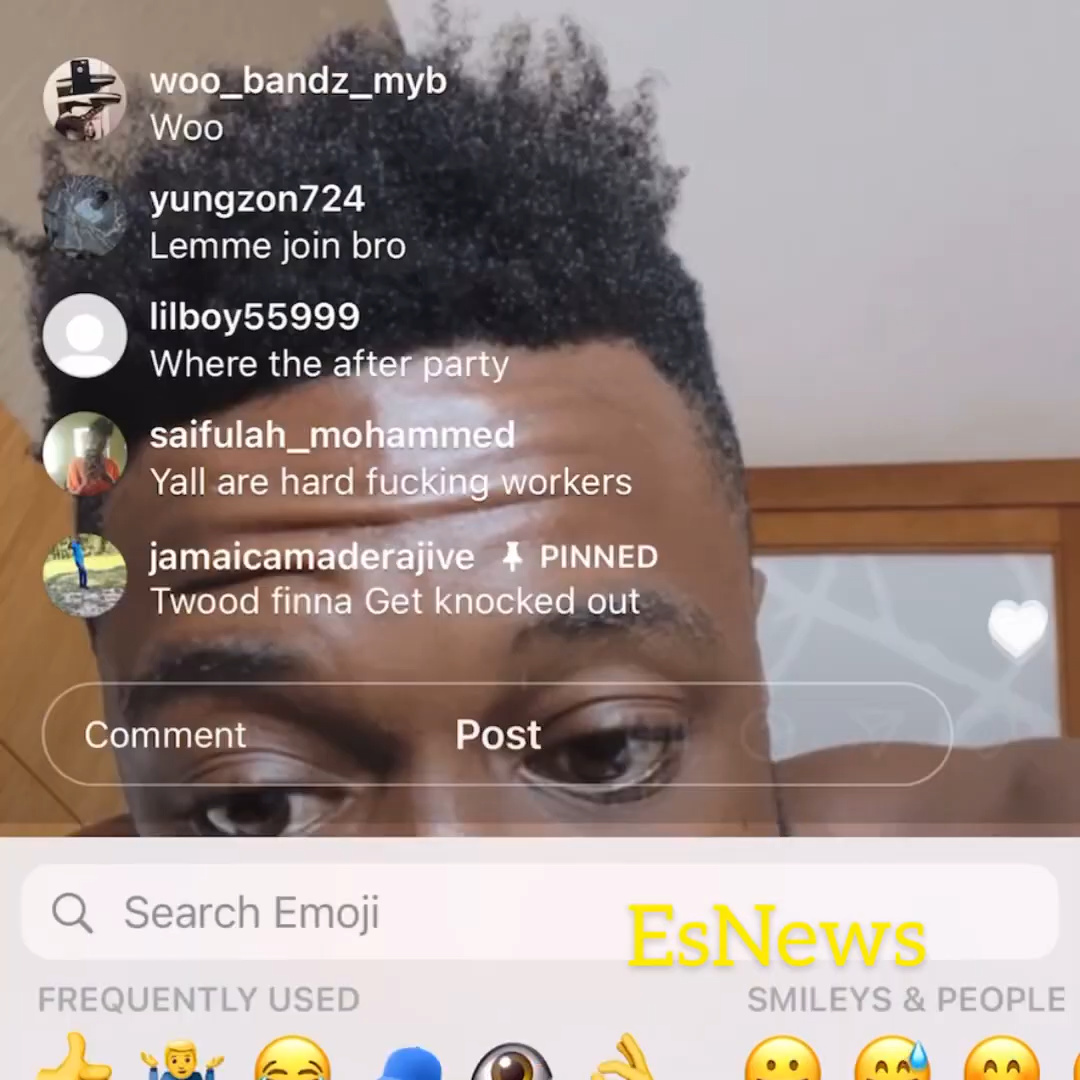 woo_bandz_myb
Woo
yungzon724
Lemme join bro
lilboy55999
Where the after party
saifulah_mohammed
Yall are hard fucking workers
jamaicamaderajive PINNED
Twood finna Get knocked out
Comment Post
Search Emoji
EsNews
FREQUENTLY USED SMILEYS & PEOPLE